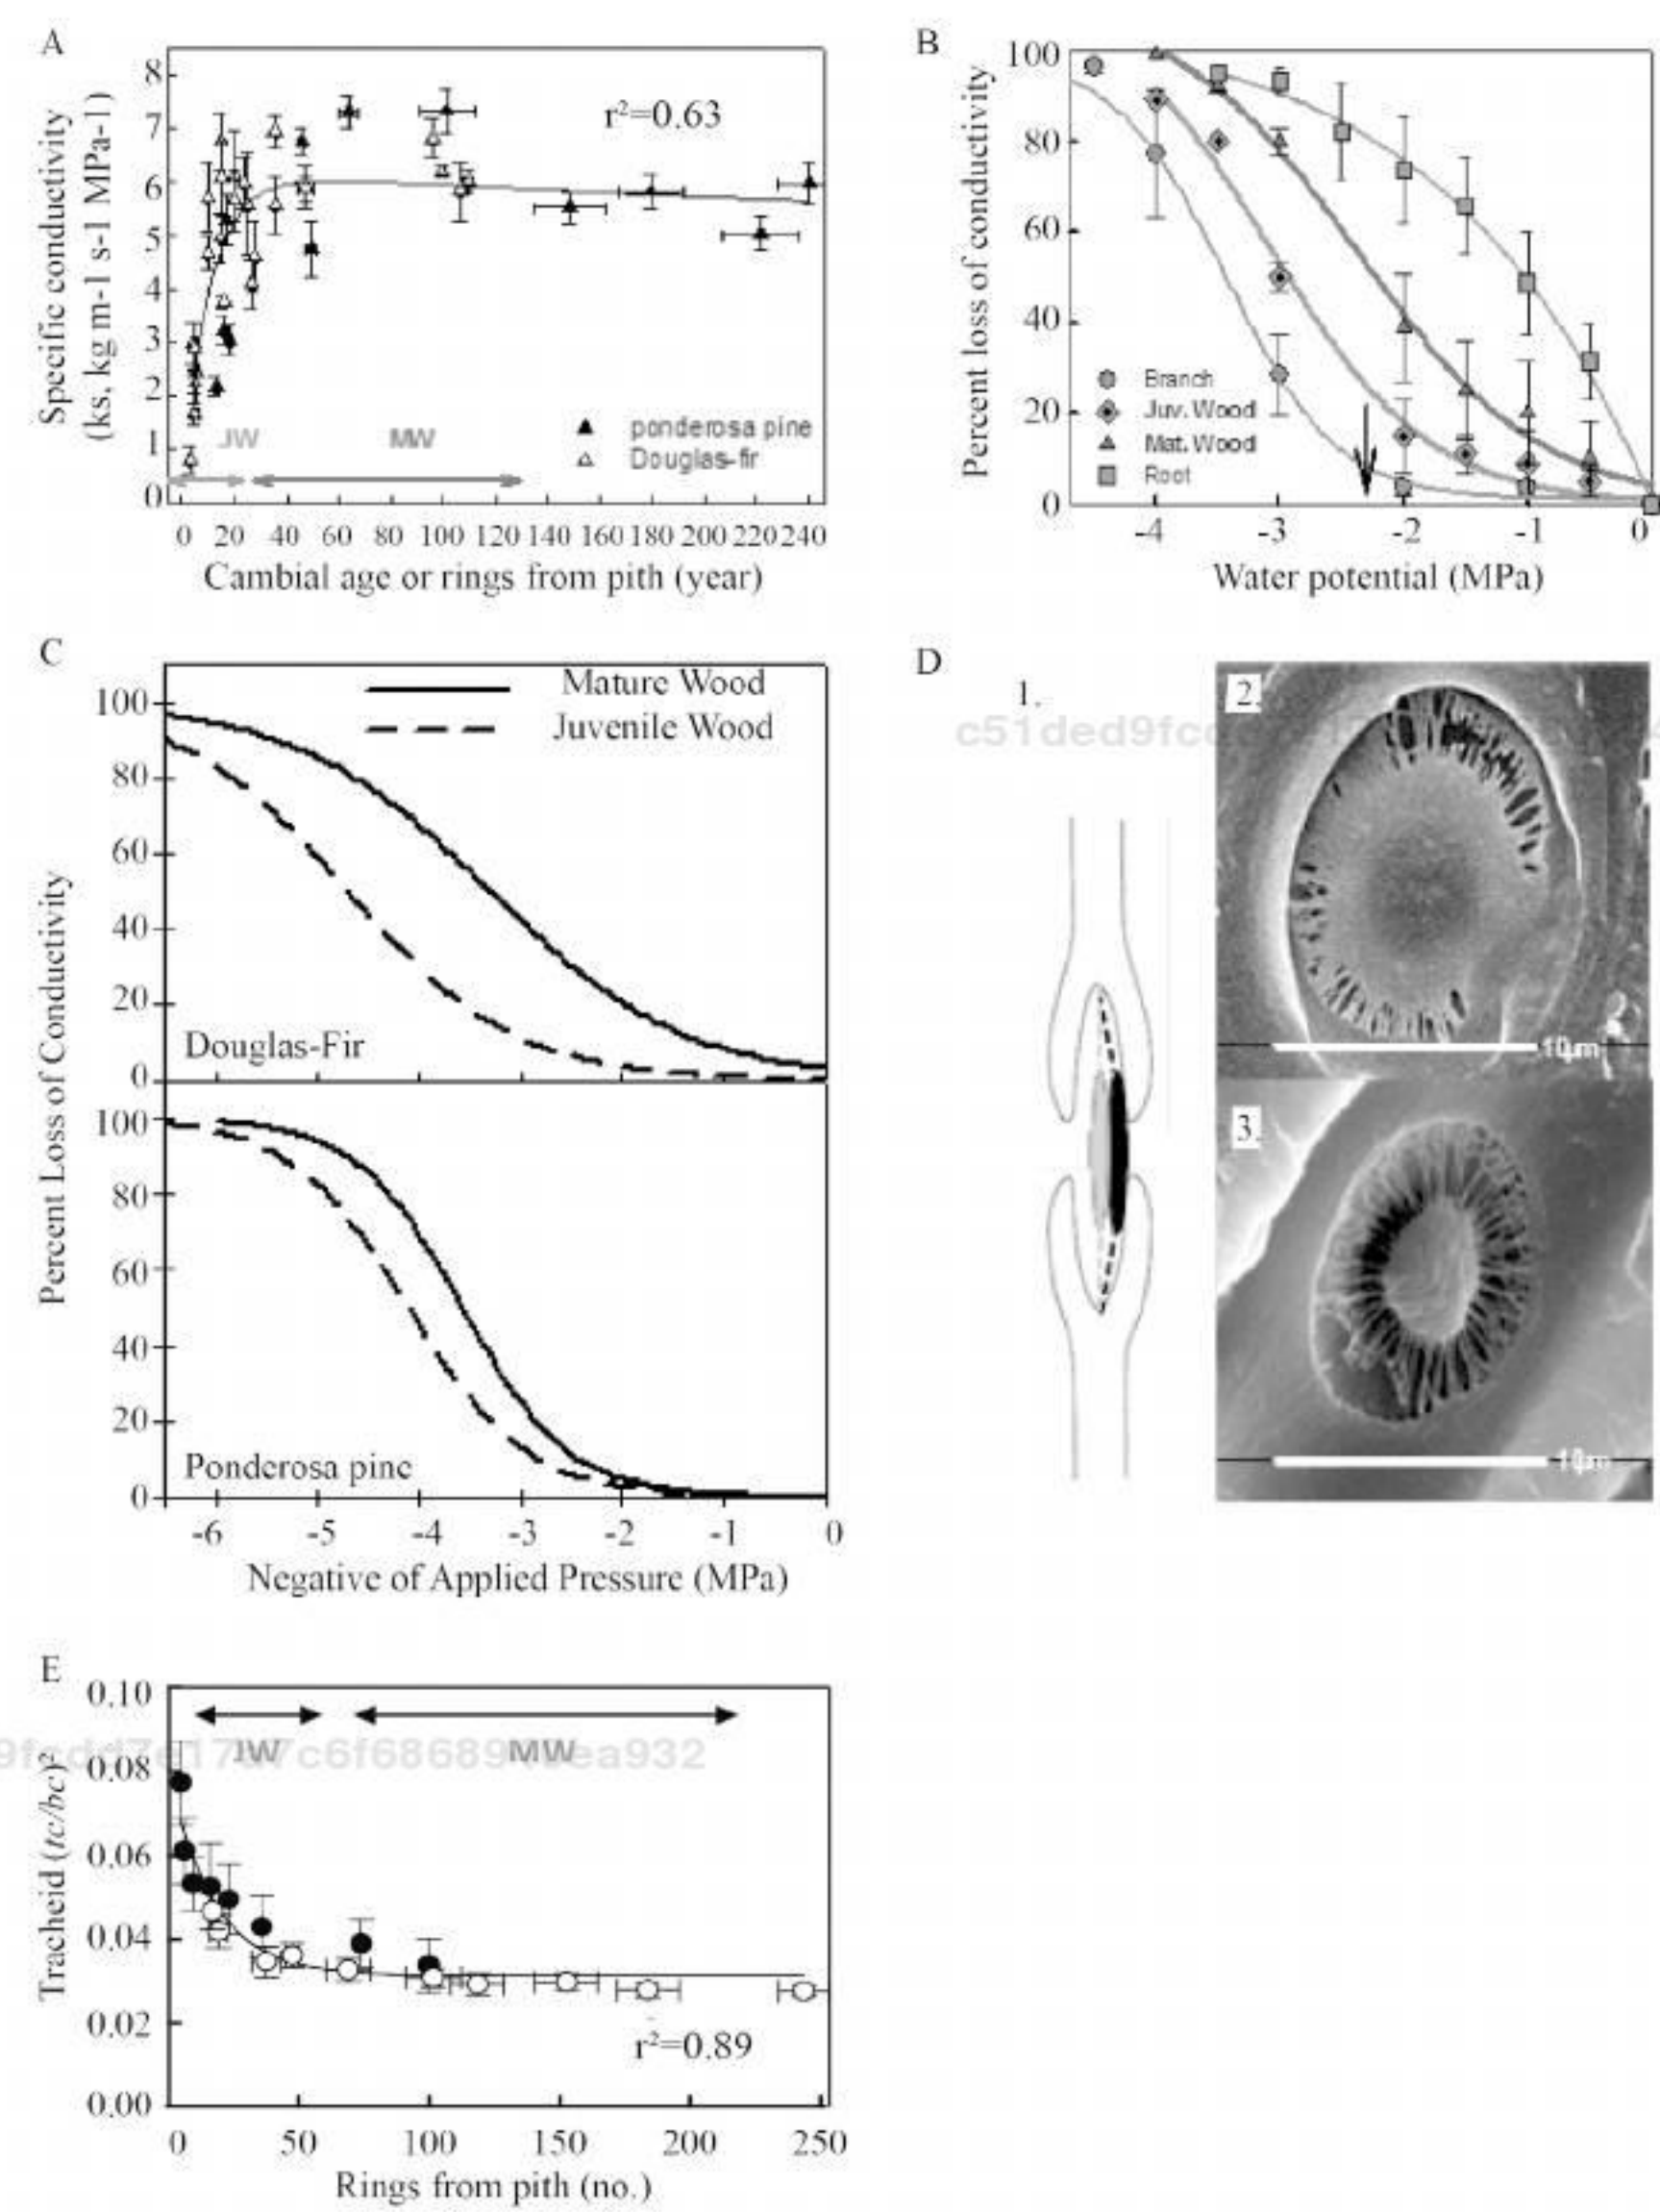 A
8
7
6
5
4
3
2
1
0
Specific conductivity
(ks, kg m-1 s-1 MPa-1)
r²=0.63
JW
MW
ponderosa pine
Douglas-fir
0 20 40 60 80 100 120 140 160 180 200 220 240
Cambial age or rings from pith (year)
B
100
80
60
40
20
0
Percent loss of conductivity
Branch
Juv. Wood
Mat. Wood
Root
-4 -3 -2 -1 0
Water potential (MPa)
C
Mature Wood
Juvenile Wood
100
80
60
40
20
0
Douglas-Fir
100
80
60
40
20
0
Ponderosa pine
Percent Loss of Conductivity
-6 -5 -4 -3 -2 -1 0
Negative of Applied Pressure (MPa)
D
1.
2.
10µm
3.
10µm
E
0.10
0.08
0.06
0.04
0.02
0.00
Tracheid (tc/bc)²
JW
MW
r²=0.89
0 50 100 150 200 250
Rings from pith (no.)